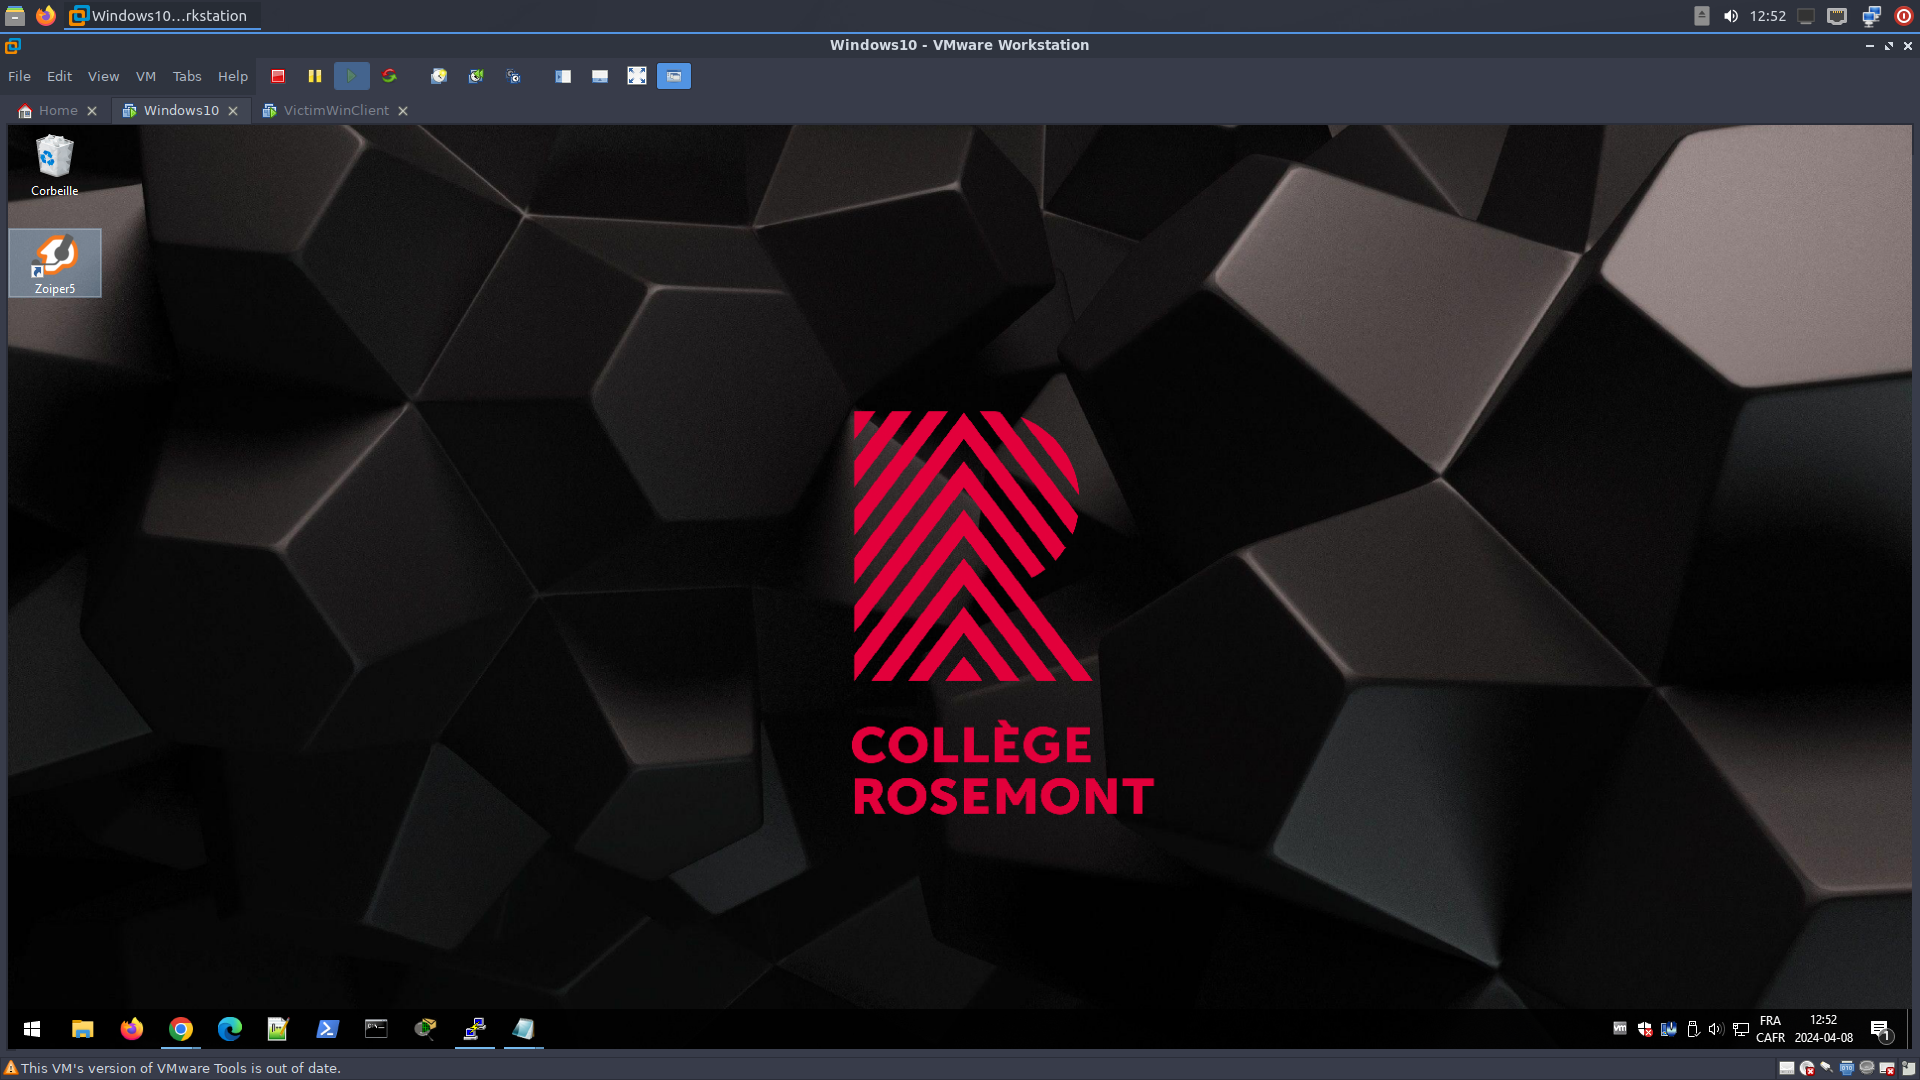 Windows10...rkstation
12:52
Windows10 - VMware Workstation
File Edit View VM Tabs Help
Home
Windows10
VictimWinClient
Corbeille
Zoiper5
COLLÈGE
ROSEMONT
vm
FRA
CAFR
12:52
2024-04-08
1
This VM's version of VMware Tools is out of date.